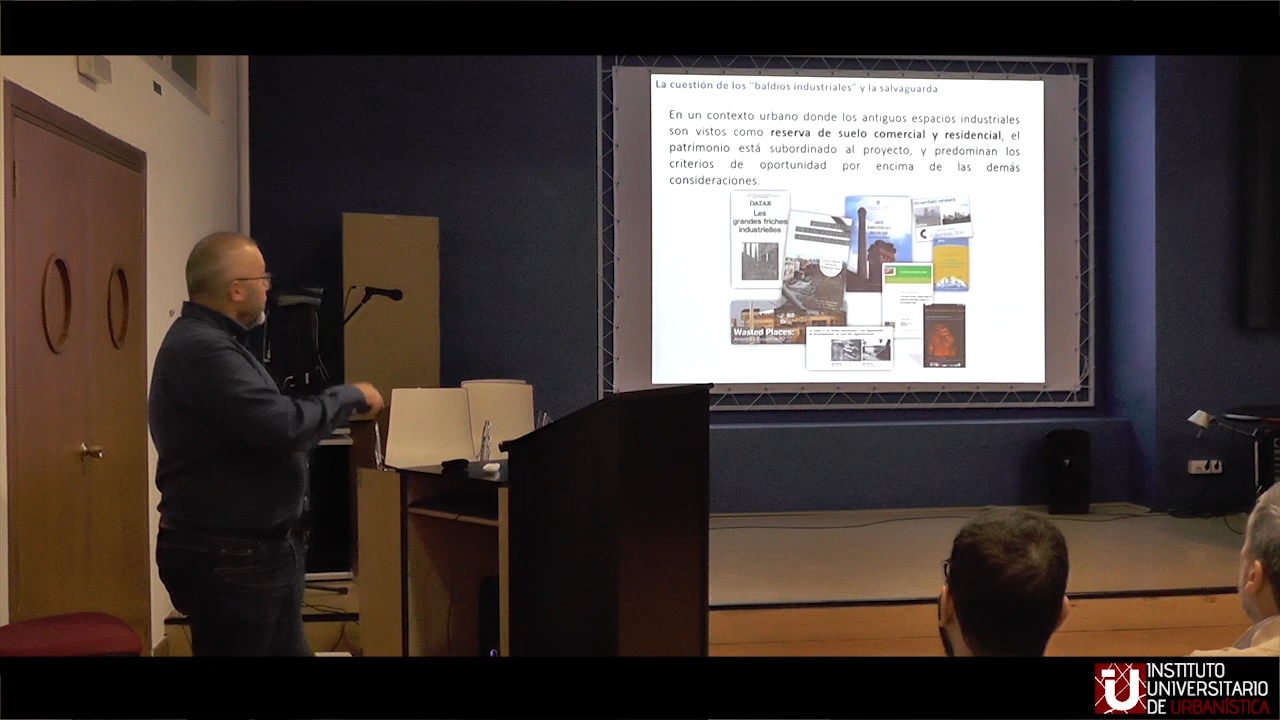 La cuestión de los "baldios industriales" y la salvaguarda
En un contexto urbano donde los antiguos espacios industriales
son vistos como reserva de suelo comercial y residencial, el
patrimonio está subordinado al proyecto, y predominan los
criterios de oportunidad por encima de las demás
consideraciones.
DATAR
Les
grandes friches
industrielles
Wasted Places:
INSTITUTO
UNIVERSITARIO
DE URBANÍSTICA